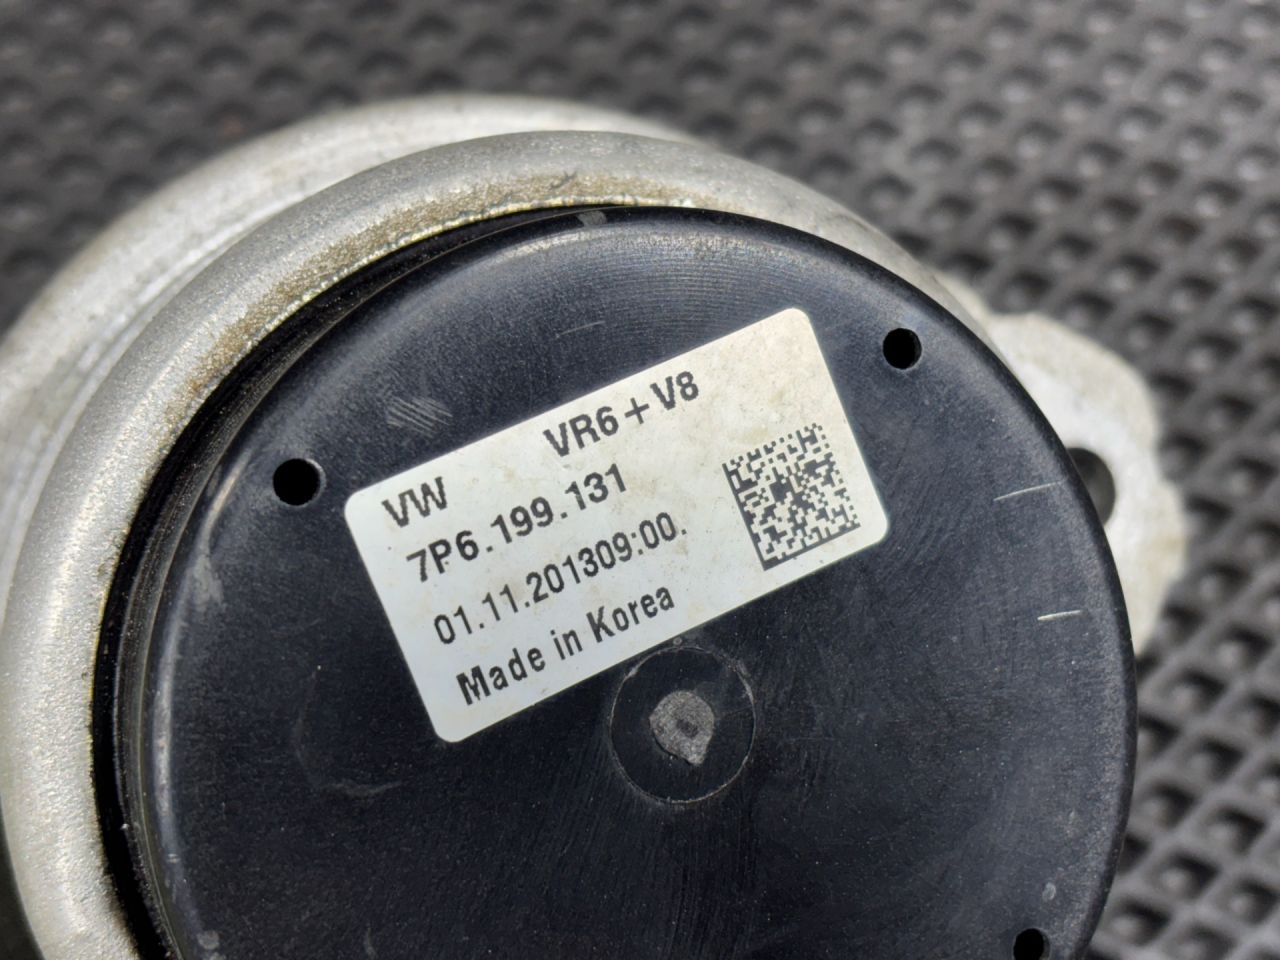 VW VR6+V8
7P6.199.131
01.11.201309:00.
Made in Korea